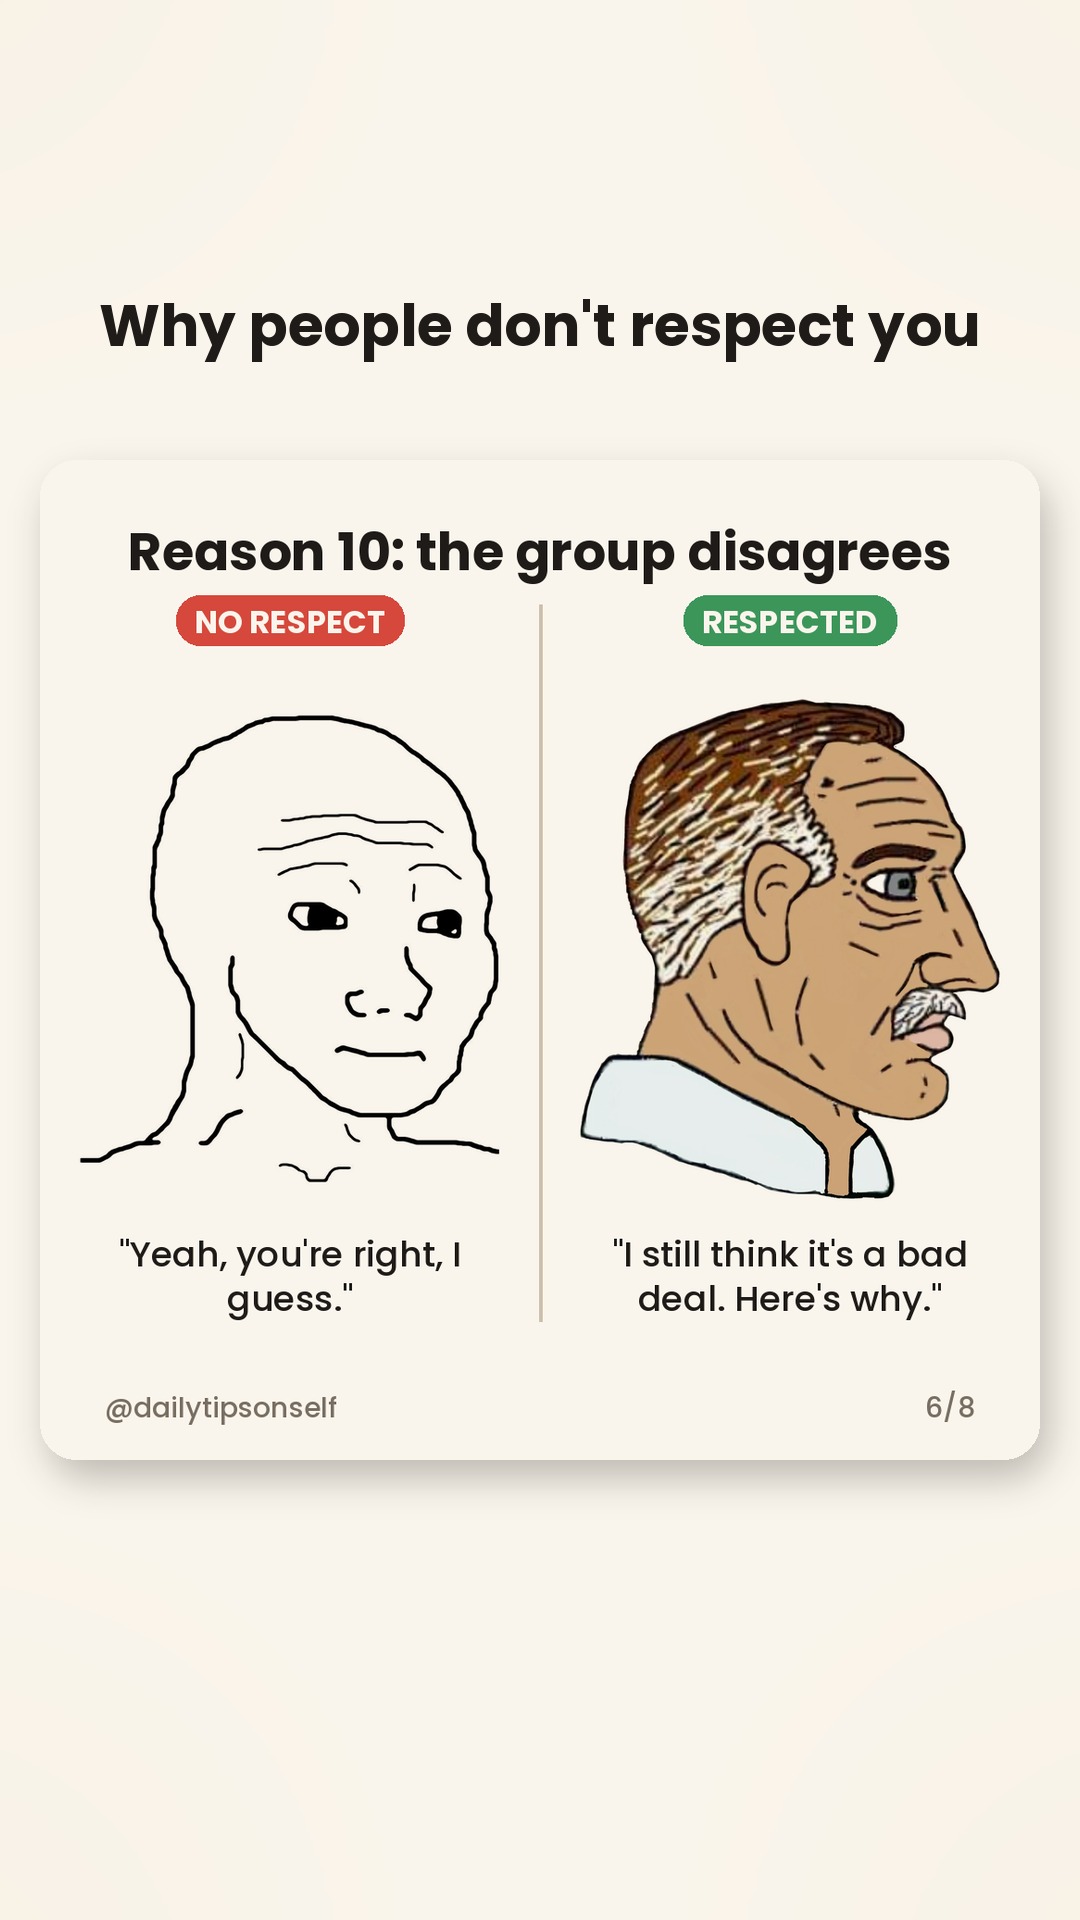 Why people don't respect you
Reason 10: the group disagrees
NO RESPECT
RESPECTED
"Yeah, you're right, I
guess."
"I still think it's a bad
deal. Here's why."
@dailytipsonself
6/8